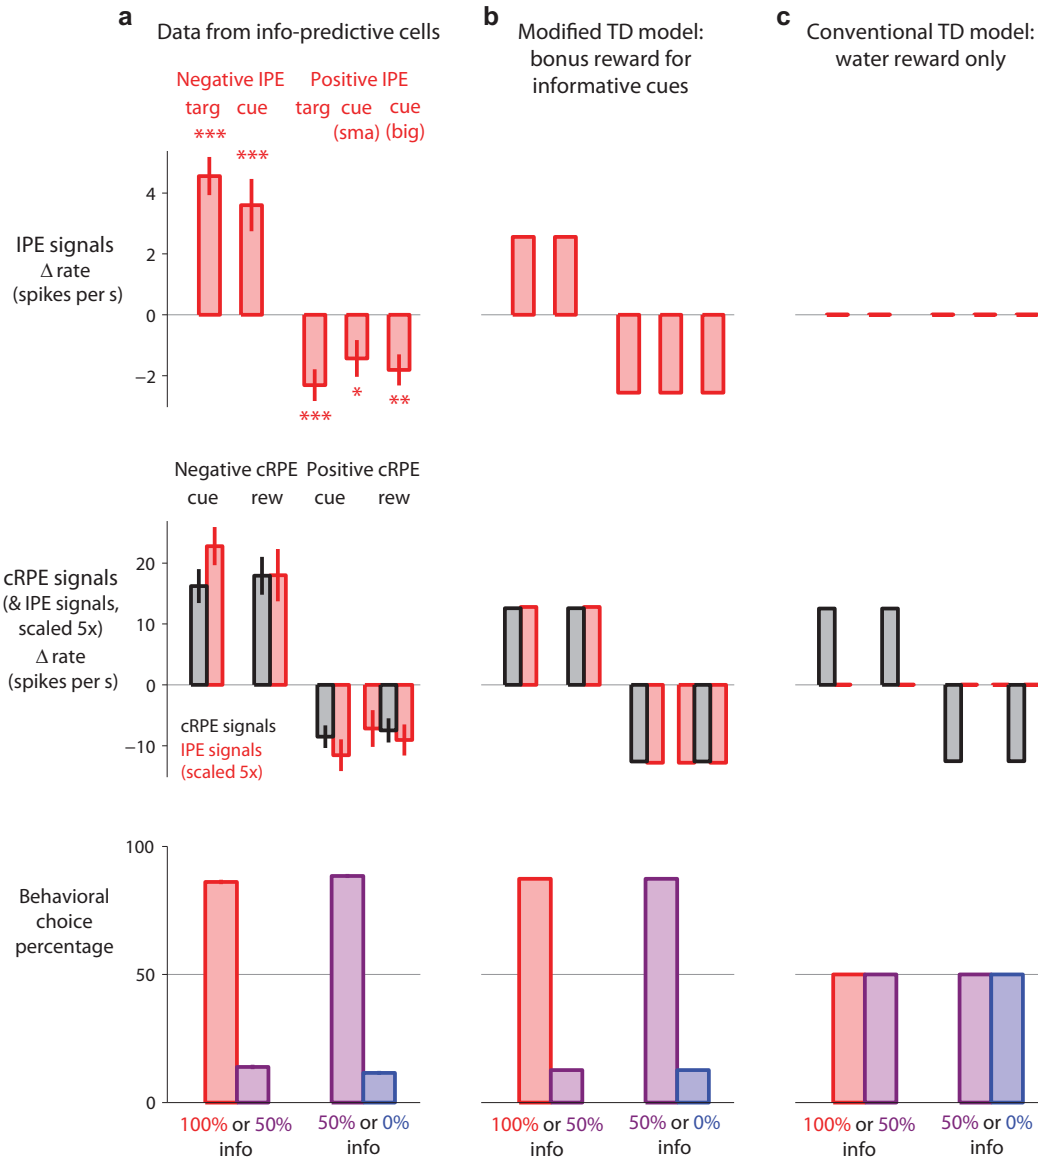 a
Data from info-predictive cells
b
Modified TD model:
bonus reward for
informative cues
c
Conventional TD model:
water reward only
Negative IPE
Positive IPE
targ
cue
targ
cue
(sma)
cue
(big)
***
***
4
2
0
−2
IPE signals
Δ rate
(spikes per s)
***
*
**
Negative cRPE
Positive cRPE
cue
rew
cue
rew
20
10
0
−10
cRPE signals
(& IPE signals,
scaled 5x)
Δ rate
(spikes per s)
cRPE signals
IPE signals
(scaled 5x)
100
50
0
Behavioral
choice
percentage
100% or 50%
info
50% or 0%
info
100% or 50%
info
50% or 0%
info
100% or 50%
info
50% or 0%
info